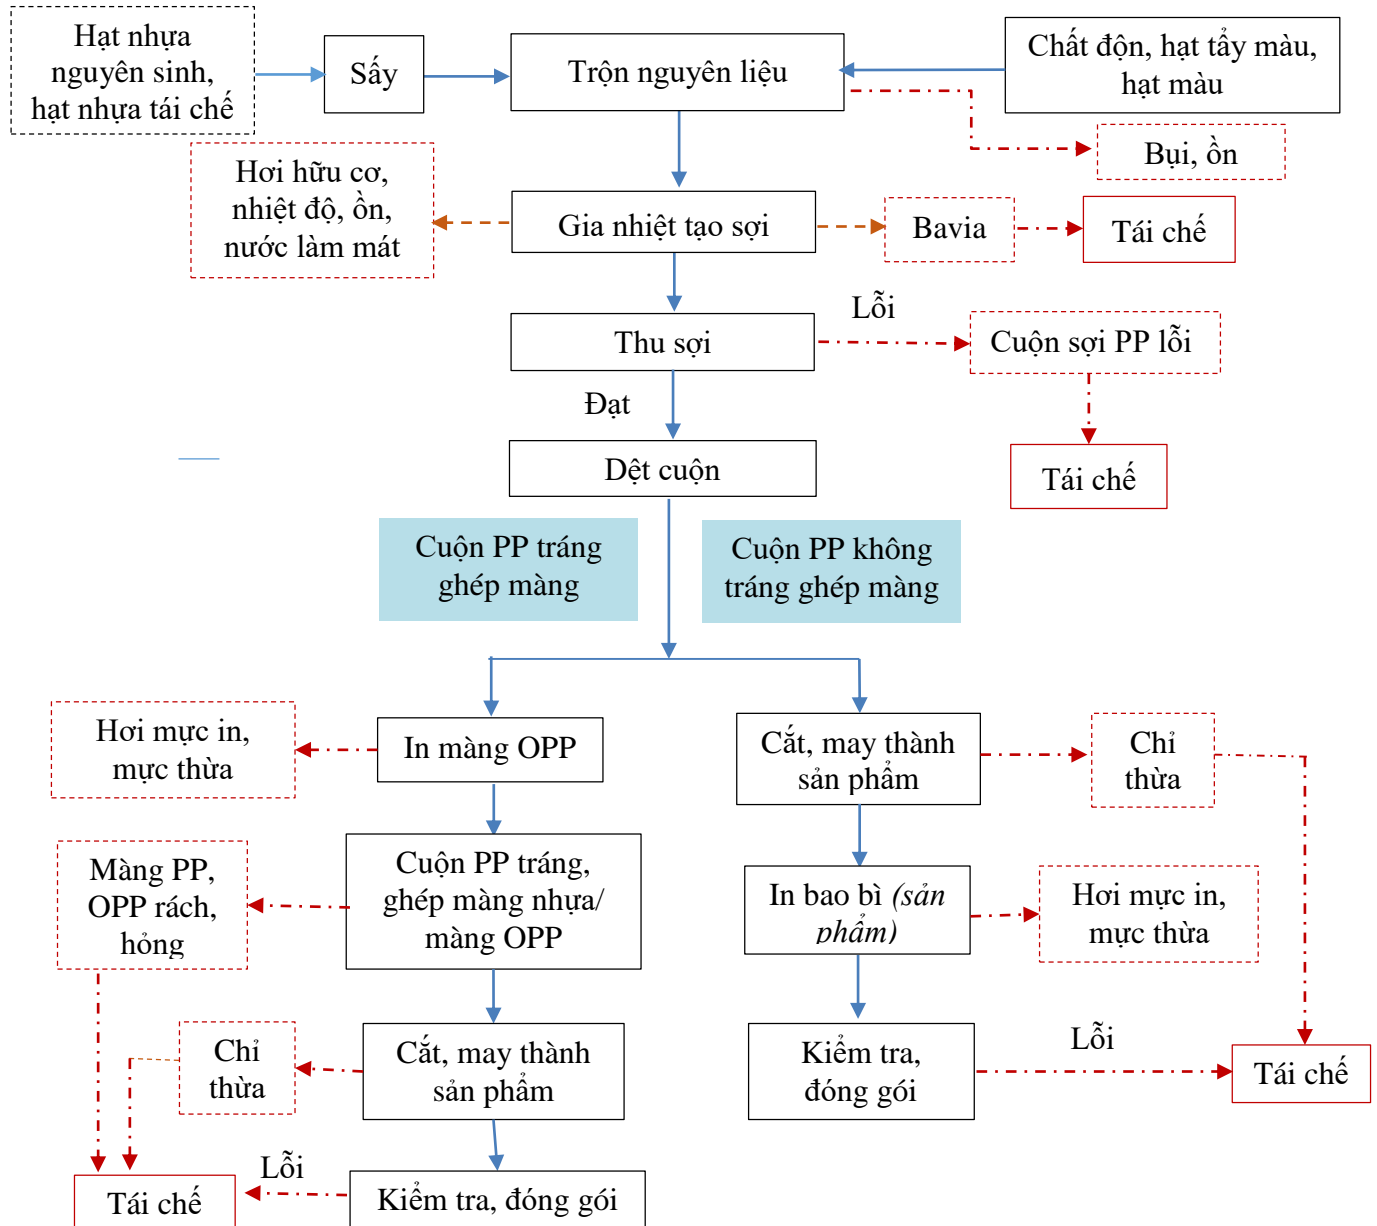 Hạt nhựa
nguyên sinh,
hạt nhựa tái chế
Sấy
Trộn nguyên liệu
Chất độn, hạt tẩy màu,
hạt màu
Bụi, ồn
Hơi hữu cơ,
nhiệt độ, ồn,
nước làm mát
Gia nhiệt tạo sợi
Bavia
Tái chế
Thu sợi
Lỗi
Cuộn sợi PP lỗi
Đạt
Dệt cuộn
Tái chế
Cuộn PP tráng
ghép màng
Cuộn PP không
tráng ghép màng
Hơi mực in,
mực thừa
In màng OPP
Cắt, may thành
sản phẩm
Chỉ
thừa
Màng PP,
OPP rách,
hỏng
Cuộn PP tráng,
ghép màng nhựa/
màng OPP
In bao bì (sản
phẩm)
Hơi mực in,
mực thừa
Chỉ
thừa
Cắt, may thành
sản phẩm
Kiểm tra,
đóng gói
Lỗi
Tái chế
Tái chế
Lỗi
Kiểm tra, đóng gói